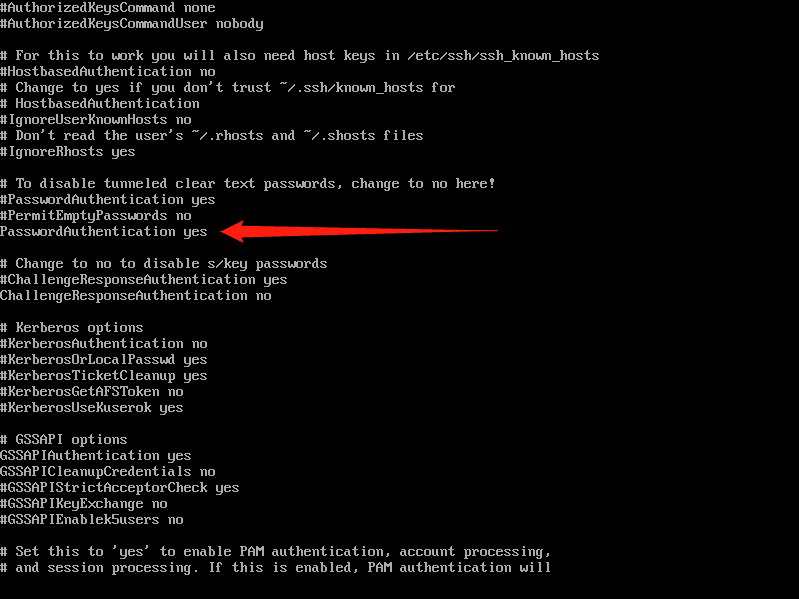 #AuthorizedKeysCommand none
#AuthorizedKeysCommandUser nobody
# For this to work you will also need host keys in /etc/ssh/ssh_known_hosts
#HostbasedAuthentication no
# Change to yes if you don't trust ~/.ssh/known_hosts for
# HostbasedAuthentication
#IgnoreUserKnownHosts no
# Don't read the user's ~/.rhosts and ~/.shosts files
#IgnoreRhosts yes
# To disable tunneled clear text passwords, change to no here!
#PasswordAuthentication yes
#PermitEmptyPasswords no
PasswordAuthentication yes
# Change to no to disable s/key passwords
#ChallengeResponseAuthentication yes
ChallengeResponseAuthentication no
# Kerberos options
#KerberosAuthentication no
#KerberosOrLocalPasswd yes
#KerberosTicketCleanup yes
#KerberosGetAFSToken no
#KerberosUseKuserok yes
# GSSAPI options
GSSAPIAuthentication yes
GSSAPICleanupCredentials no
#GSSAPIStrictAcceptorCheck yes
#GSSAPIKeyExchange no
#GSSAPIEnablek5users no
# Set this to 'yes' to enable PAM authentication, account processing,
# and session processing. If this is enabled, PAM authentication will